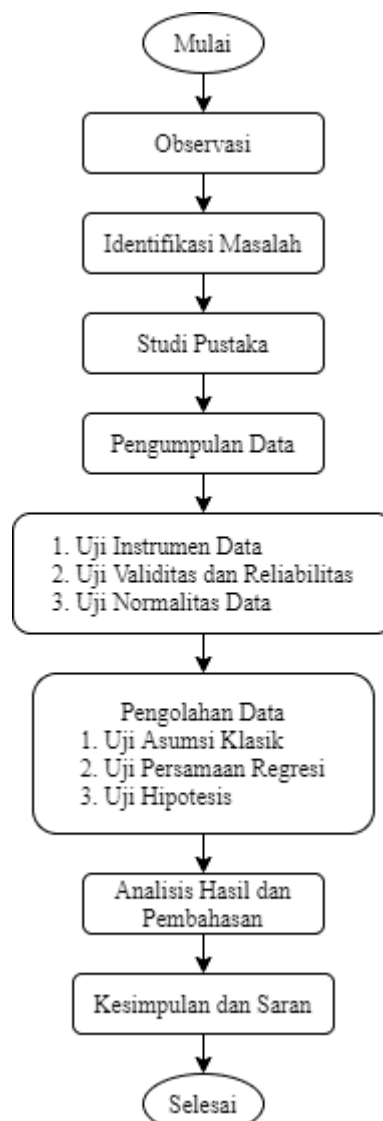 Mulai
Observasi
Identifikasi Masalah
Studi Pustaka
Pengumpulan Data
1. Uji Instrumen Data
2. Uji Validitas dan Reliabilitas
3. Uji Normalitas Data
Pengolahan Data
1. Uji Asumsi Klasik
2. Uji Persamaan Regresi
3. Uji Hipotesis
Analisis Hasil dan
Pembahasan
Kesimpulan dan Saran
Selesai